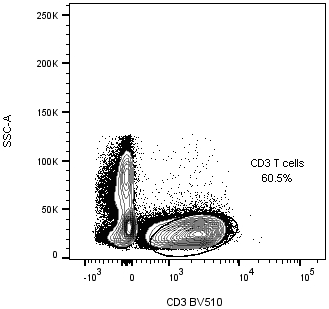 250K
200K
SSC-A
150K
100K
CD3 T cells
60.5%
50K
0
-10³ 0 10³ 10⁴ 10⁵
CD3 BV510